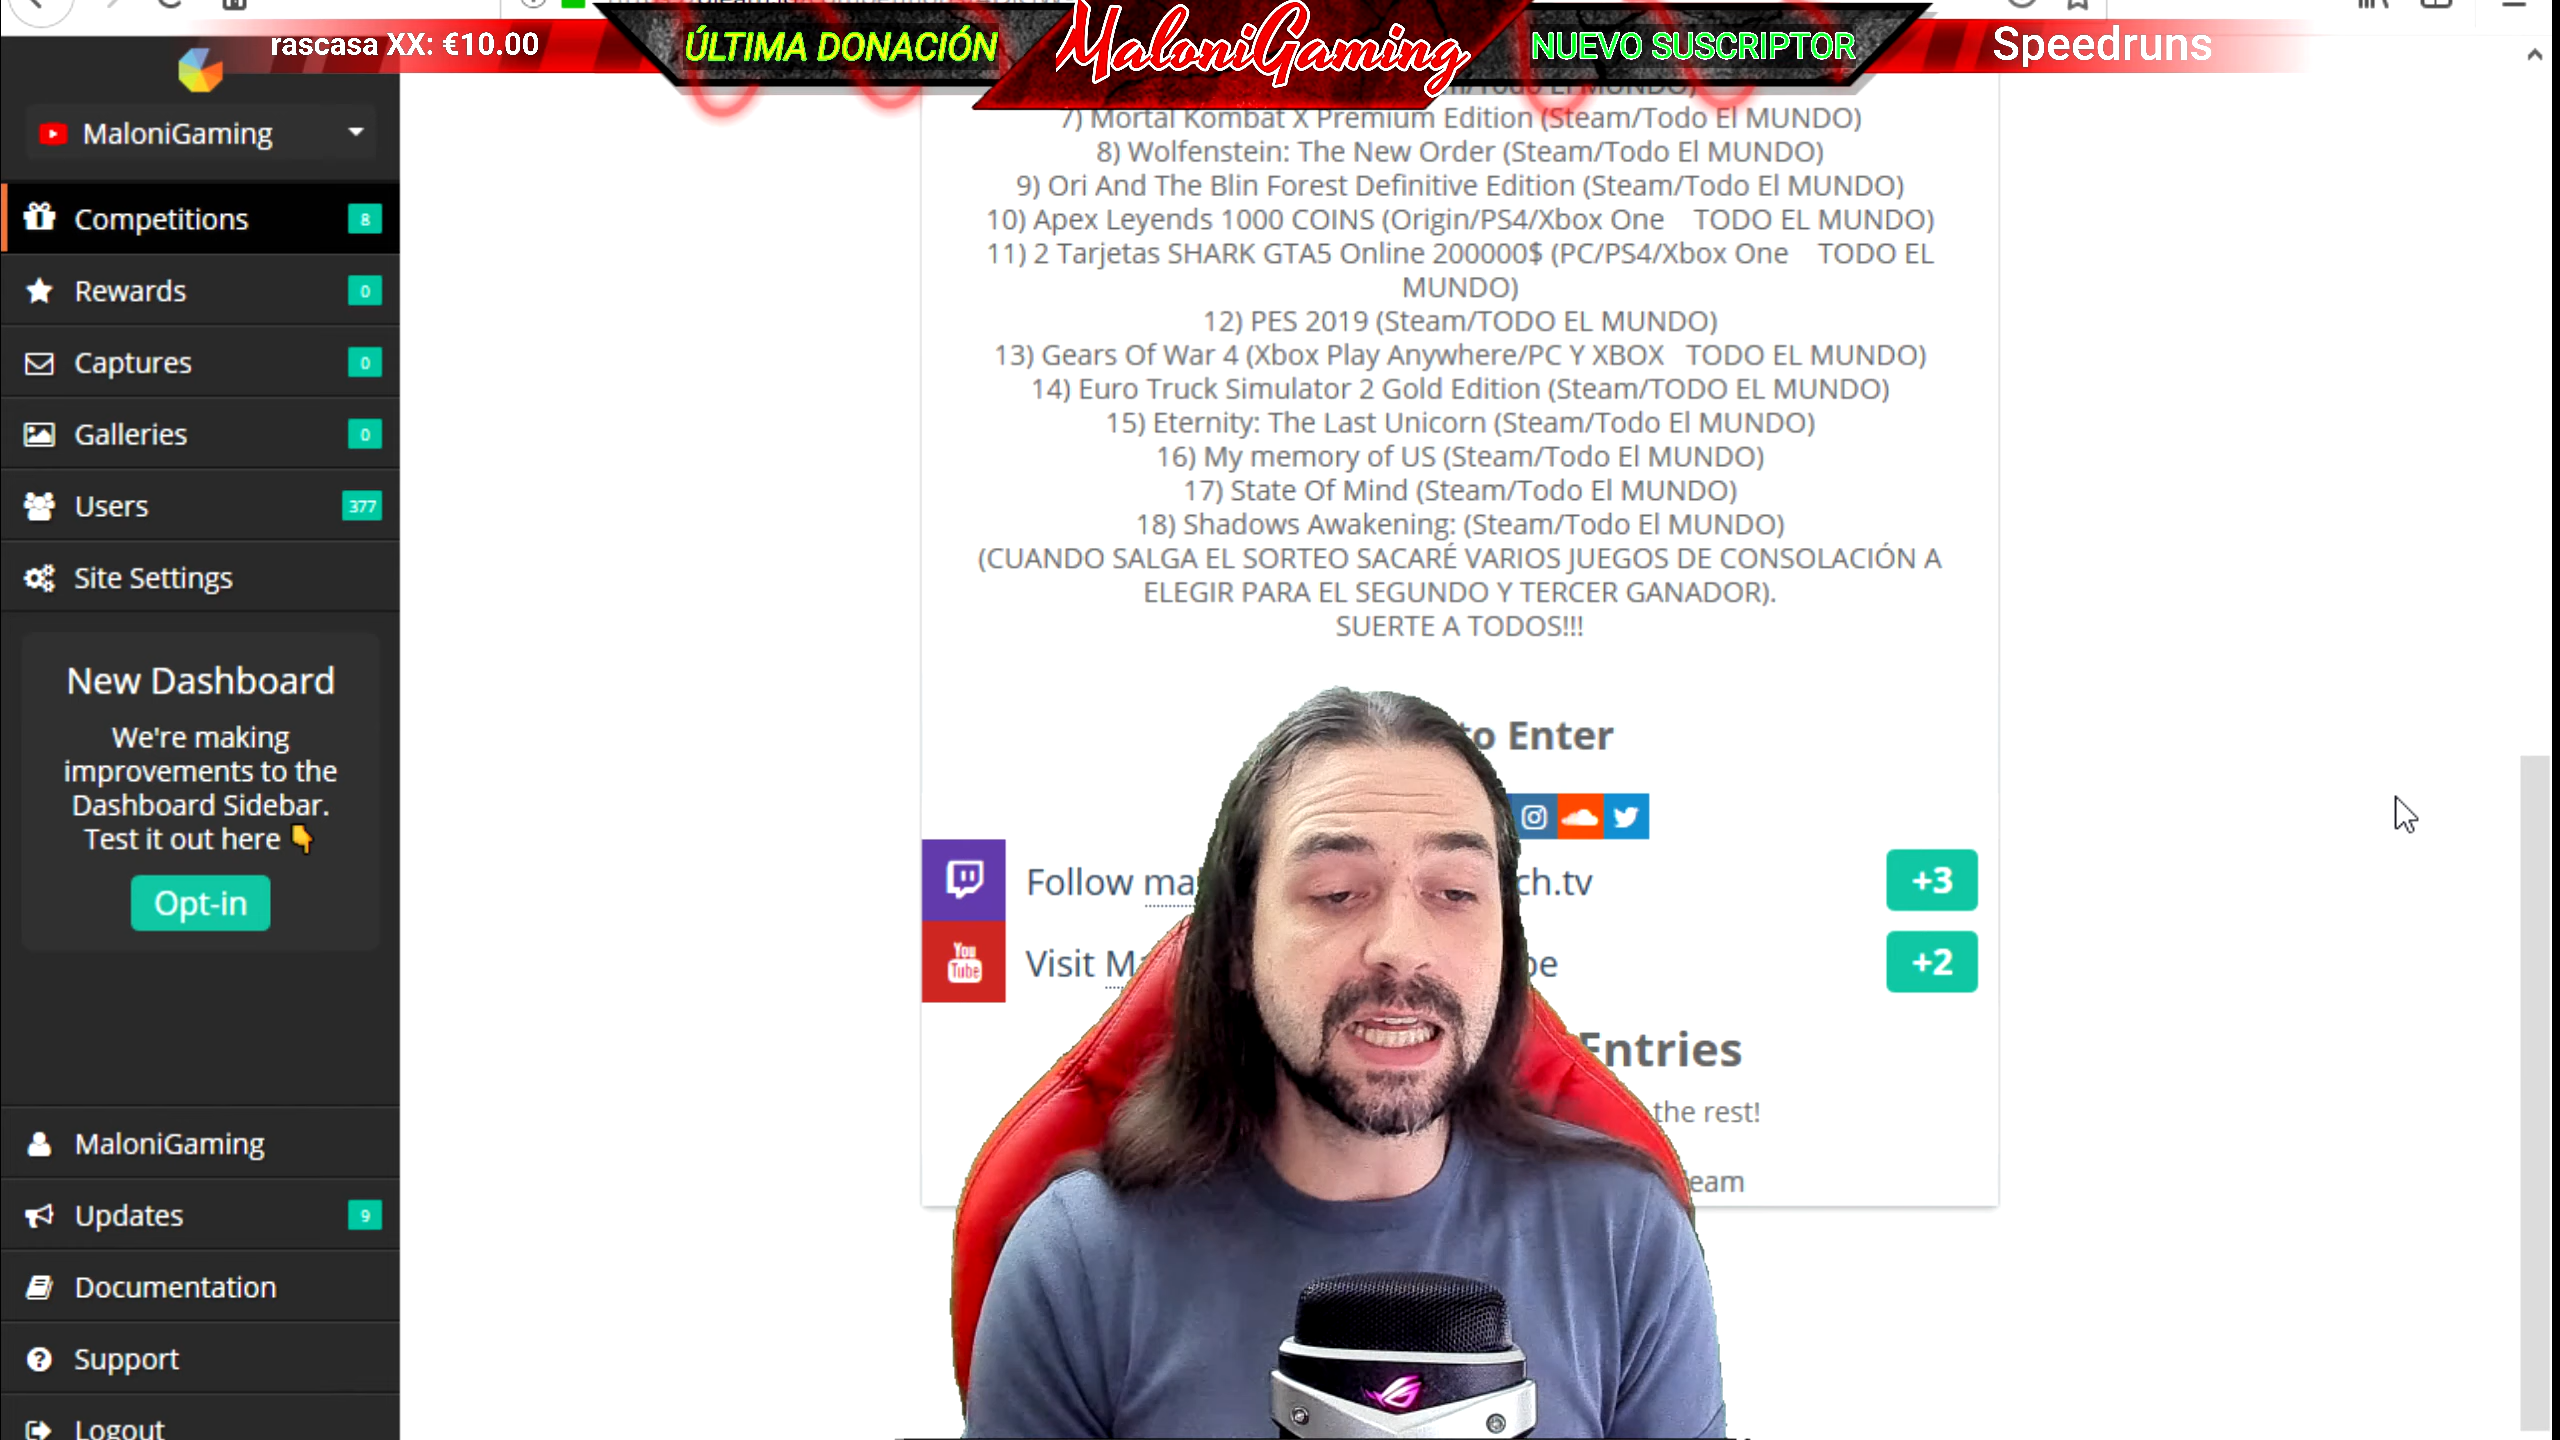 rascasa XX: €10.00
ÚLTIMA DONACIÓN
MaloniGaming
NUEVO SUSCRIPTOR
Speedruns
MaloniGaming
Competitions 8
Rewards 0
Captures 0
Galleries 0
Users 377
Site Settings
New Dashboard
We're making
improvements to the
Dashboard Sidebar.
Test it out here
Opt-in
MaloniGaming
Updates 9
Documentation
Support
Logout
7) Mortal Kombat X Premium Edition (Steam/Todo El MUNDO)
8) Wolfenstein: The New Order (Steam/Todo El MUNDO)
9) Ori And The Blin Forest Definitive Edition (Steam/Todo El MUNDO)
10) Apex Leyends 1000 COINS (Origin/PS4/Xbox One TODO EL MUNDO)
11) 2 Tarjetas SHARK GTA5 Online 200000$ (PC/PS4/Xbox One TODO EL
MUNDO)
12) PES 2019 (Steam/TODO EL MUNDO)
13) Gears Of War 4 (Xbox Play Anywhere/PC Y XBOX TODO EL MUNDO)
14) Euro Truck Simulator 2 Gold Edition (Steam/TODO EL MUNDO)
15) Eternity: The Last Unicorn (Steam/Todo El MUNDO)
16) My memory of US (Steam/Todo El MUNDO)
17) State Of Mind (Steam/Todo El MUNDO)
18) Shadows Awakening: (Steam/Todo El MUNDO)
(CUANDO SALGA EL SORTEO SACARÉ VARIOS JUEGOS DE CONSOLACIÓN A
ELEGIR PARA EL SEGUNDO Y TERCER GANADOR).
SUERTE A TODOS!!!
to Enter
Follow ma ch.tv +3
You Tube Visit Ma be +2
Entries
the rest!
eam